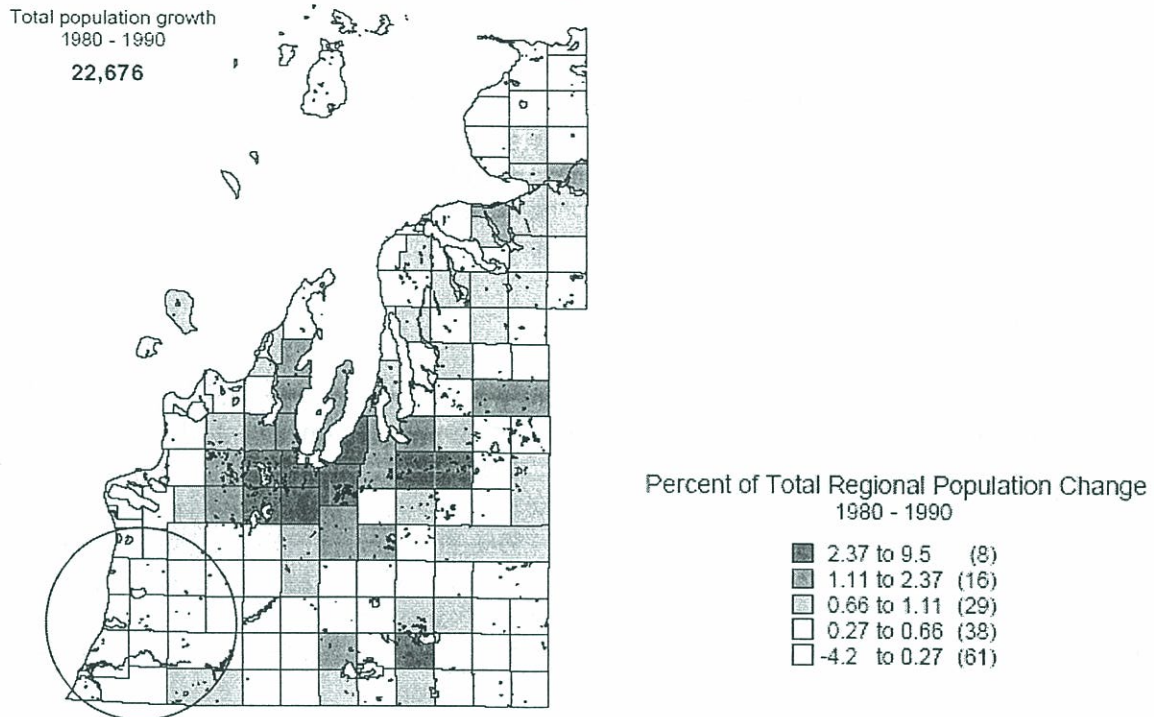 Total population growth
1980 - 1990
22,676
Percent of Total Regional Population Change
1980 - 1990
2.37 to 9.5 (8)
1.11 to 2.37 (16)
0.66 to 1.11 (29)
0.27 to 0.66 (38)
-4.2 to 0.27 (61)